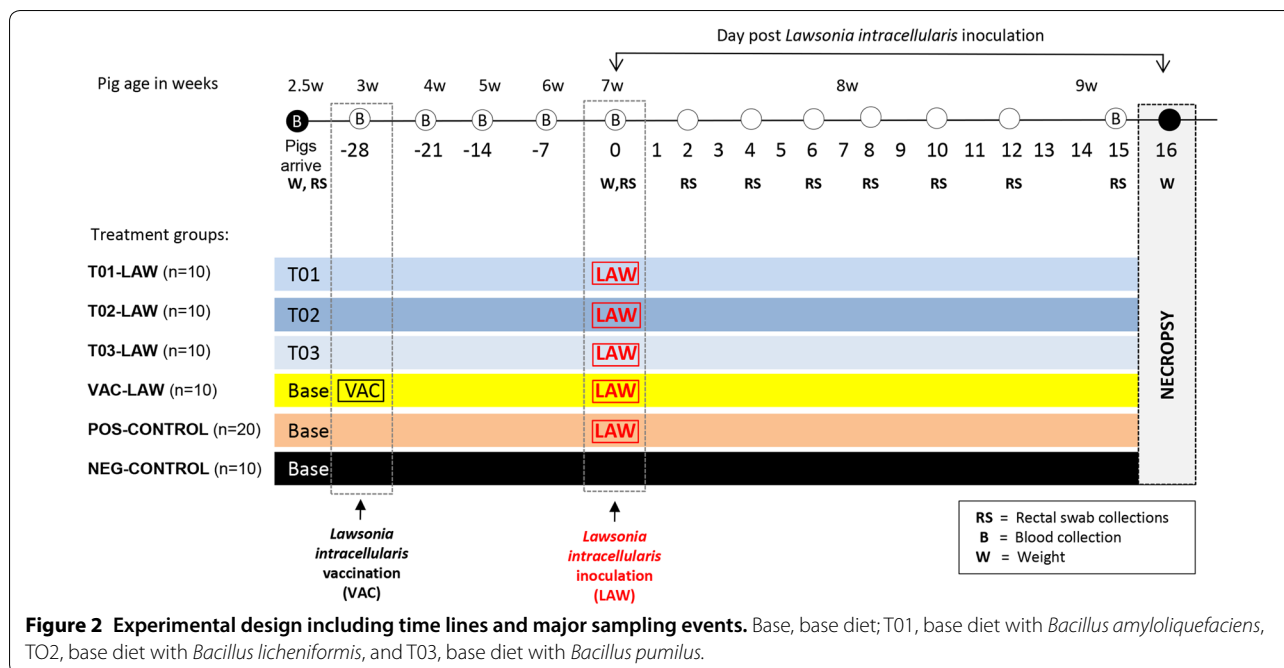 Day post Lawsonia intracellularis inoculation
Pig age in weeks 2.5w 3w 4w 5w 6w 7w 8w 9w
B B B B B B B
Pigs arrive -28 -21 -14 -7 0 1 2 3 4 5 6 7 8 9 10 11 12 13 14 15 16
W, RS W,RS RS RS RS RS RS RS RS W
Treatment groups:
T01-LAW (n=10) T01 LAW
T02-LAW (n=10) T02 LAW
T03-LAW (n=10) T03 LAW
VAC-LAW (n=10) Base VAC LAW
POS-CONTROL (n=20) Base LAW
NEG-CONTROL (n=10) Base
NECROPSY
Lawsonia
intracellularis
vaccination
(VAC)
Lawsonia
intracellularis
inoculation
(LAW)
RS = Rectal swab collections
B = Blood collection
W = Weight
Figure 2 Experimental design including time lines and major sampling events. Base, base diet; T01, base diet with Bacillus amyloliquefaciens,
TO2, base diet with Bacillus licheniformis, and T03, base diet with Bacillus pumilus.